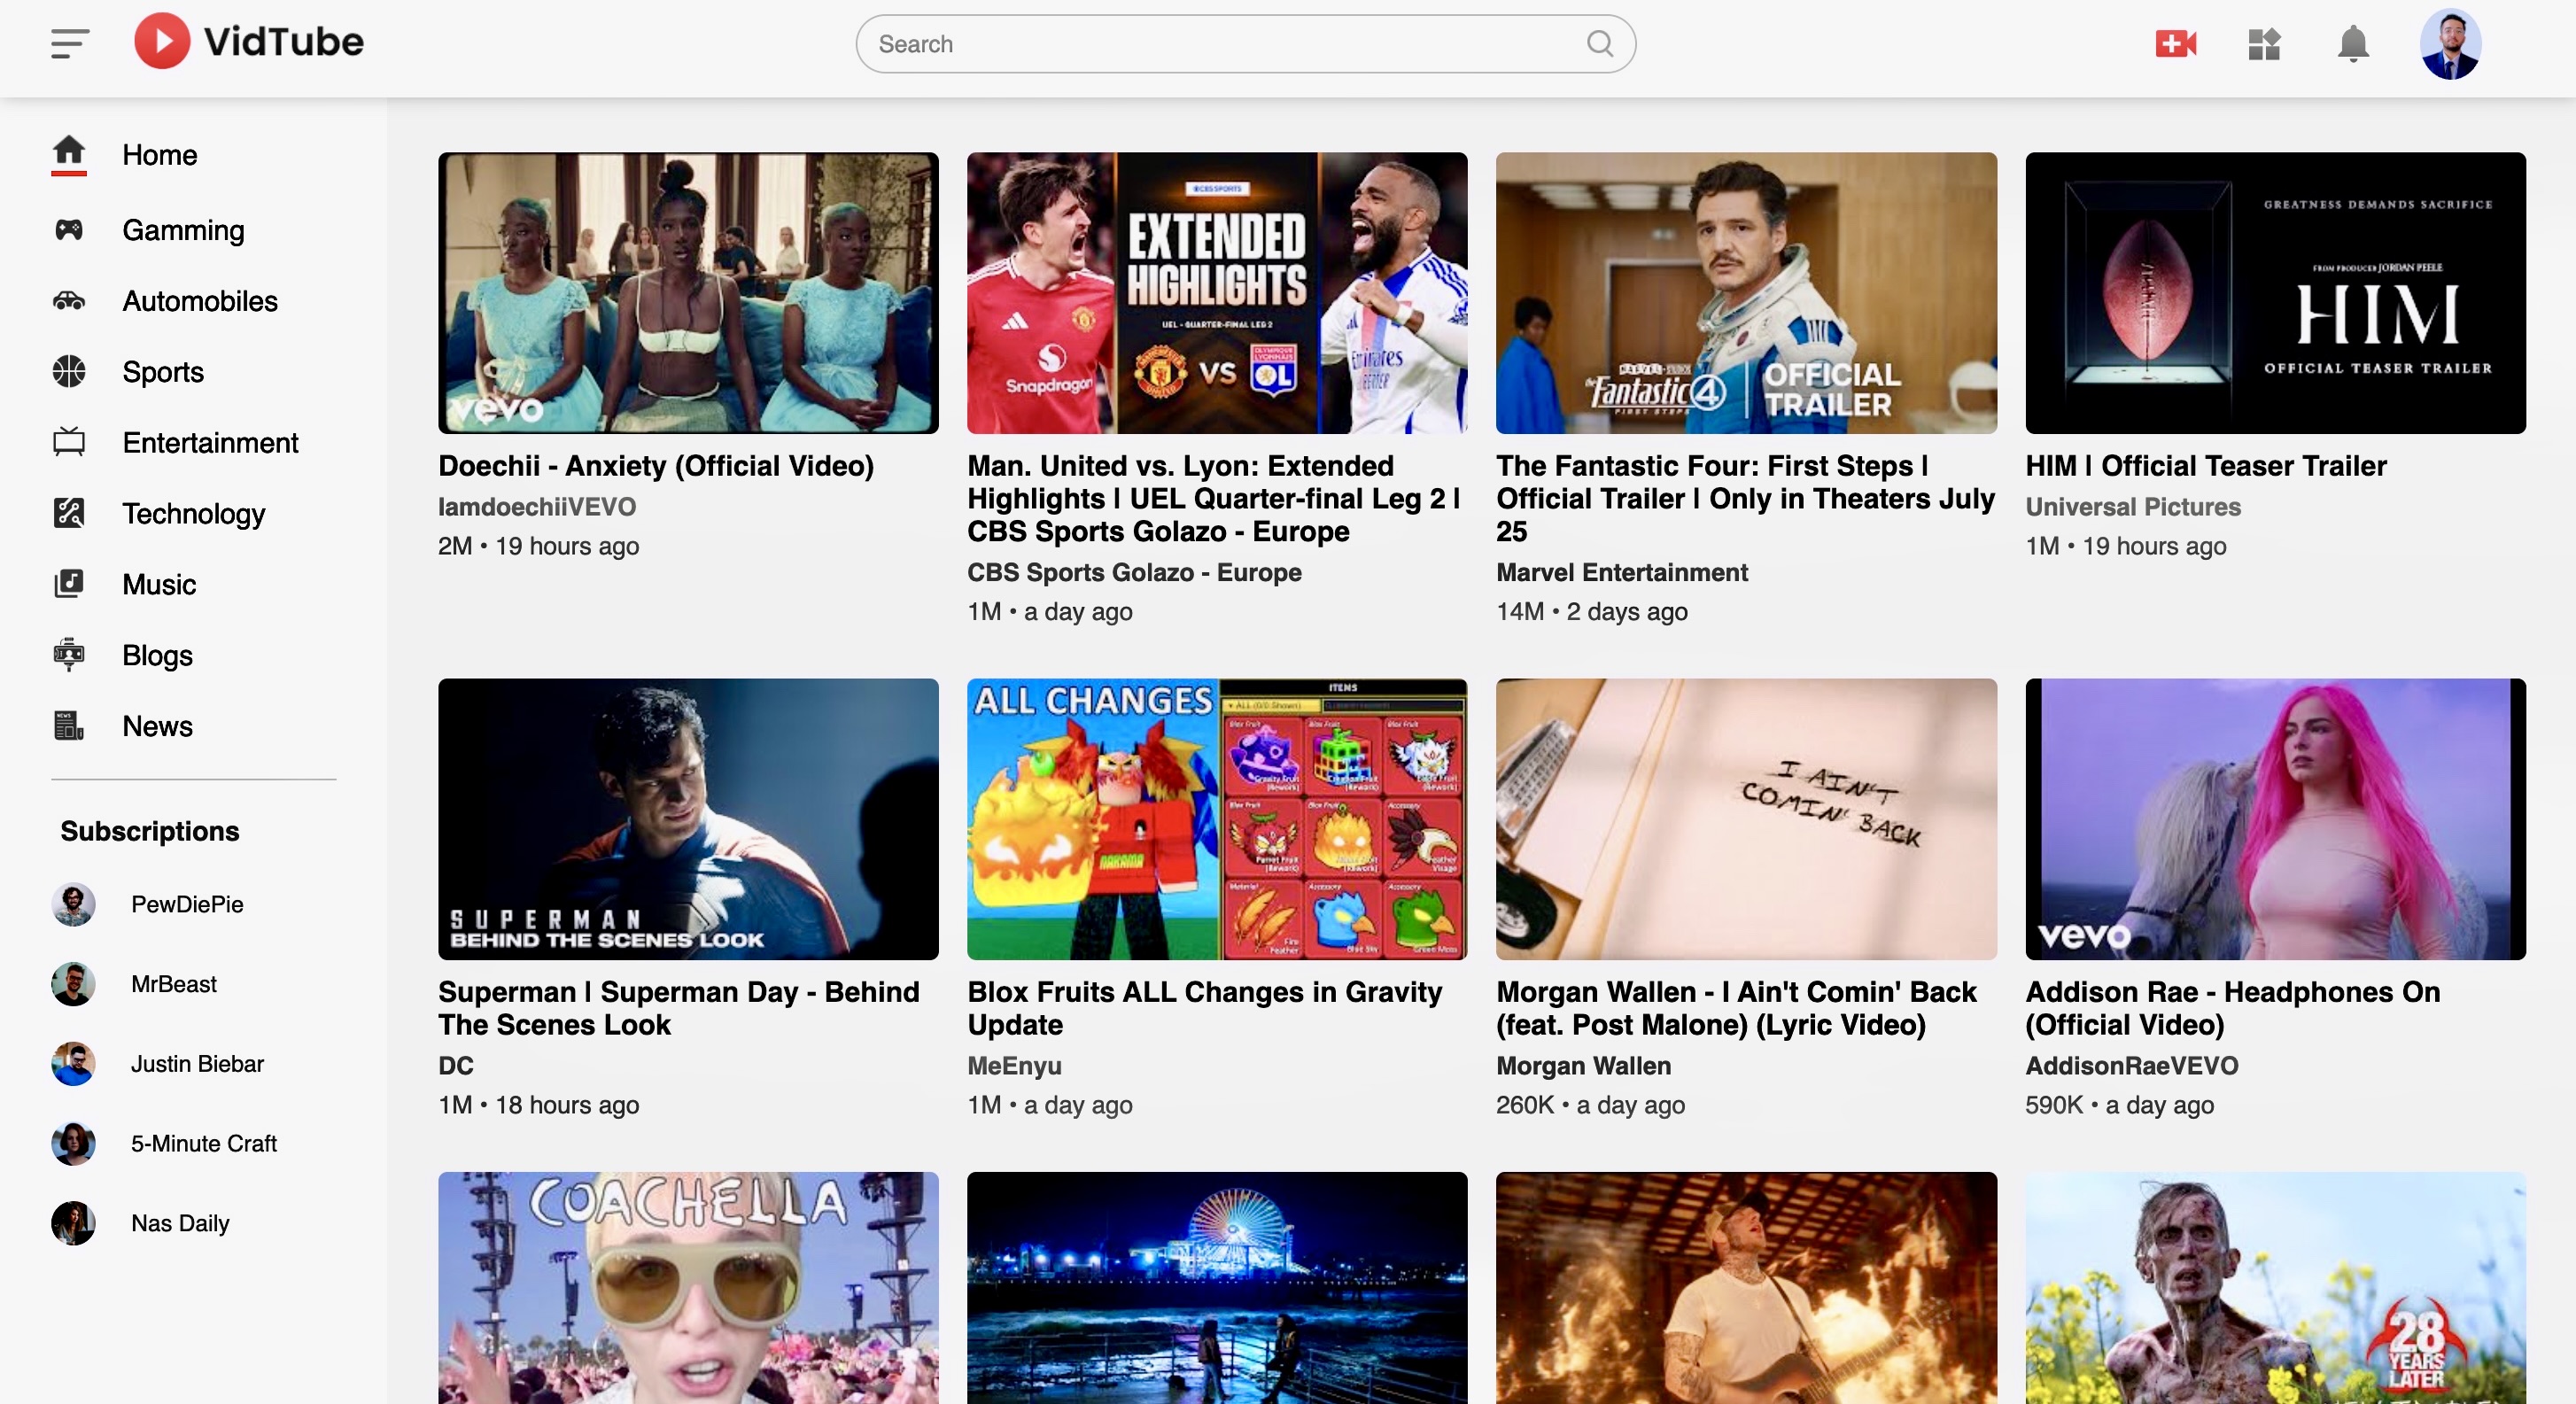 VidTube
Search
Home
Gamming
Automobiles
Sports
Entertainment
Technology
Music
Blogs
News
Subscriptions
PewDiePie
MrBeast
Justin Biebar
5-Minute Craft
Nas Daily
vevo
Doechii - Anxiety (Official Video)
IamdoechiiVEVO
2M • 19 hours ago
CBS SPORTS
EXTENDED
HIGHLIGHTS
UEL - QUARTER-FINAL LEG 2
VS
OL
Snapdragon
Emirates
Man. United vs. Lyon: Extended
Highlights | UEL Quarter-final Leg 2 |
CBS Sports Golazo - Europe
CBS Sports Golazo - Europe
1M • a day ago
Fantastic 4
FIRST STEPS
OFFICIAL
TRAILER
The Fantastic Four: First Steps |
Official Trailer | Only in Theaters July
25
Marvel Entertainment
14M • 2 days ago
GREATNESS DEMANDS SACRIFICE
FROM PRODUCER JORDAN PEELE
HIM
OFFICIAL TEASER TRAILER
HIM | Official Teaser Trailer
Universal Pictures
1M • 19 hours ago
SUPERMAN
BEHIND THE SCENES LOOK
Superman | Superman Day - Behind
The Scenes Look
DC
1M • 18 hours ago
ALL CHANGES
ITEMS
Blox Fruits ALL Changes in Gravity
Update
MeEnyu
1M • a day ago
I AIN'T
COMIN' BACK
Morgan Wallen - I Ain't Comin' Back
(feat. Post Malone) (Lyric Video)
Morgan Wallen
260K • a day ago
vevo
Addison Rae - Headphones On
(Official Video)
AddisonRaeVEVO
590K • a day ago
COACHELLA
28
YEARS
LATER